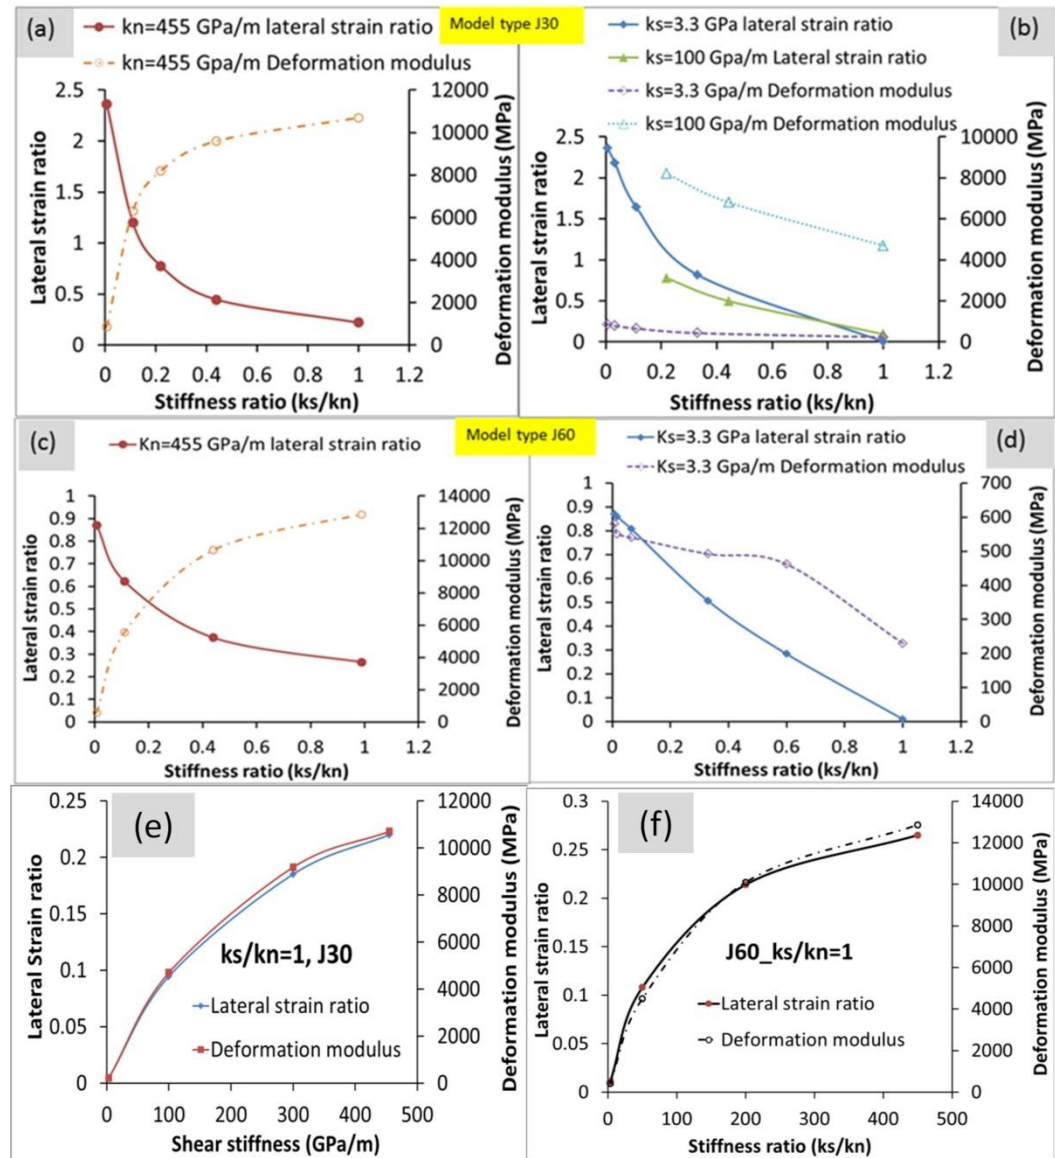 (a)
kn=455 GPa/m lateral strain ratio
kn=455 Gpa/m Deformation modulus
Model type J30
2.5
2
1.5
1
0.5
0
Lateral strain ratio
12000
10000
8000
6000
4000
2000
0
Deformation modulus (MPa)
0 0.2 0.4 0.6 0.8 1 1.2
Stiffness ratio (ks/kn)
(b)
ks=3.3 GPa lateral strain ratio
ks=100 Gpa/m Lateral strain ratio
ks=3.3 Gpa/m Deformation modulus
ks=100 Gpa/m Deformation modulus
2.5
2
1.5
1
0.5
0
Lateral strain ratio
10000
8000
6000
4000
2000
0
Deformation modulus (MPa)
0 0.2 0.4 0.6 0.8 1 1.2
Stiffness ratio (ks/kn)
(c)
Kn=455 GPa/m lateral strain ratio
Model type J60
1
0.9
0.8
0.7
0.6
0.5
0.4
0.3
0.2
0.1
0
Lateral strain ratio
14000
12000
10000
8000
6000
4000
2000
0
Deformation modulus (MPa)
0 0.2 0.4 0.6 0.8 1 1.2
Stiffness ratio (ks/kn)
(d)
Ks=3.3 GPa lateral strain ratio
Ks=3.3 Gpa/m Deformation modulus
1
0.9
0.8
0.7
0.6
0.5
0.4
0.3
0.2
0.1
0
Lateral strain ratio
700
600
500
400
300
200
100
0
Deformation modulus (MPa)
0 0.2 0.4 0.6 0.8 1 1.2
Stiffness ratio (ks/kn)
(e)
0.25
0.2
0.15
0.1
0.05
0
Lateral Strain ratio
ks/kn=1, J30
Lateral strain ratio
Deformation modulus
12000
10000
8000
6000
4000
2000
0
Deformation modulus (MPa)
0 100 200 300 400 500
Shear stiffness (GPa/m)
(f)
0.3
0.25
0.2
0.15
0.1
0.05
0
Lateral strain ratio
J60_ks/kn=1
Lateral strain ratio
Deformation modulus
14000
12000
10000
8000
6000
4000
2000
0
Deformation modulus (MPa)
0 100 200 300 400 500
Stiffness ratio (ks/kn)